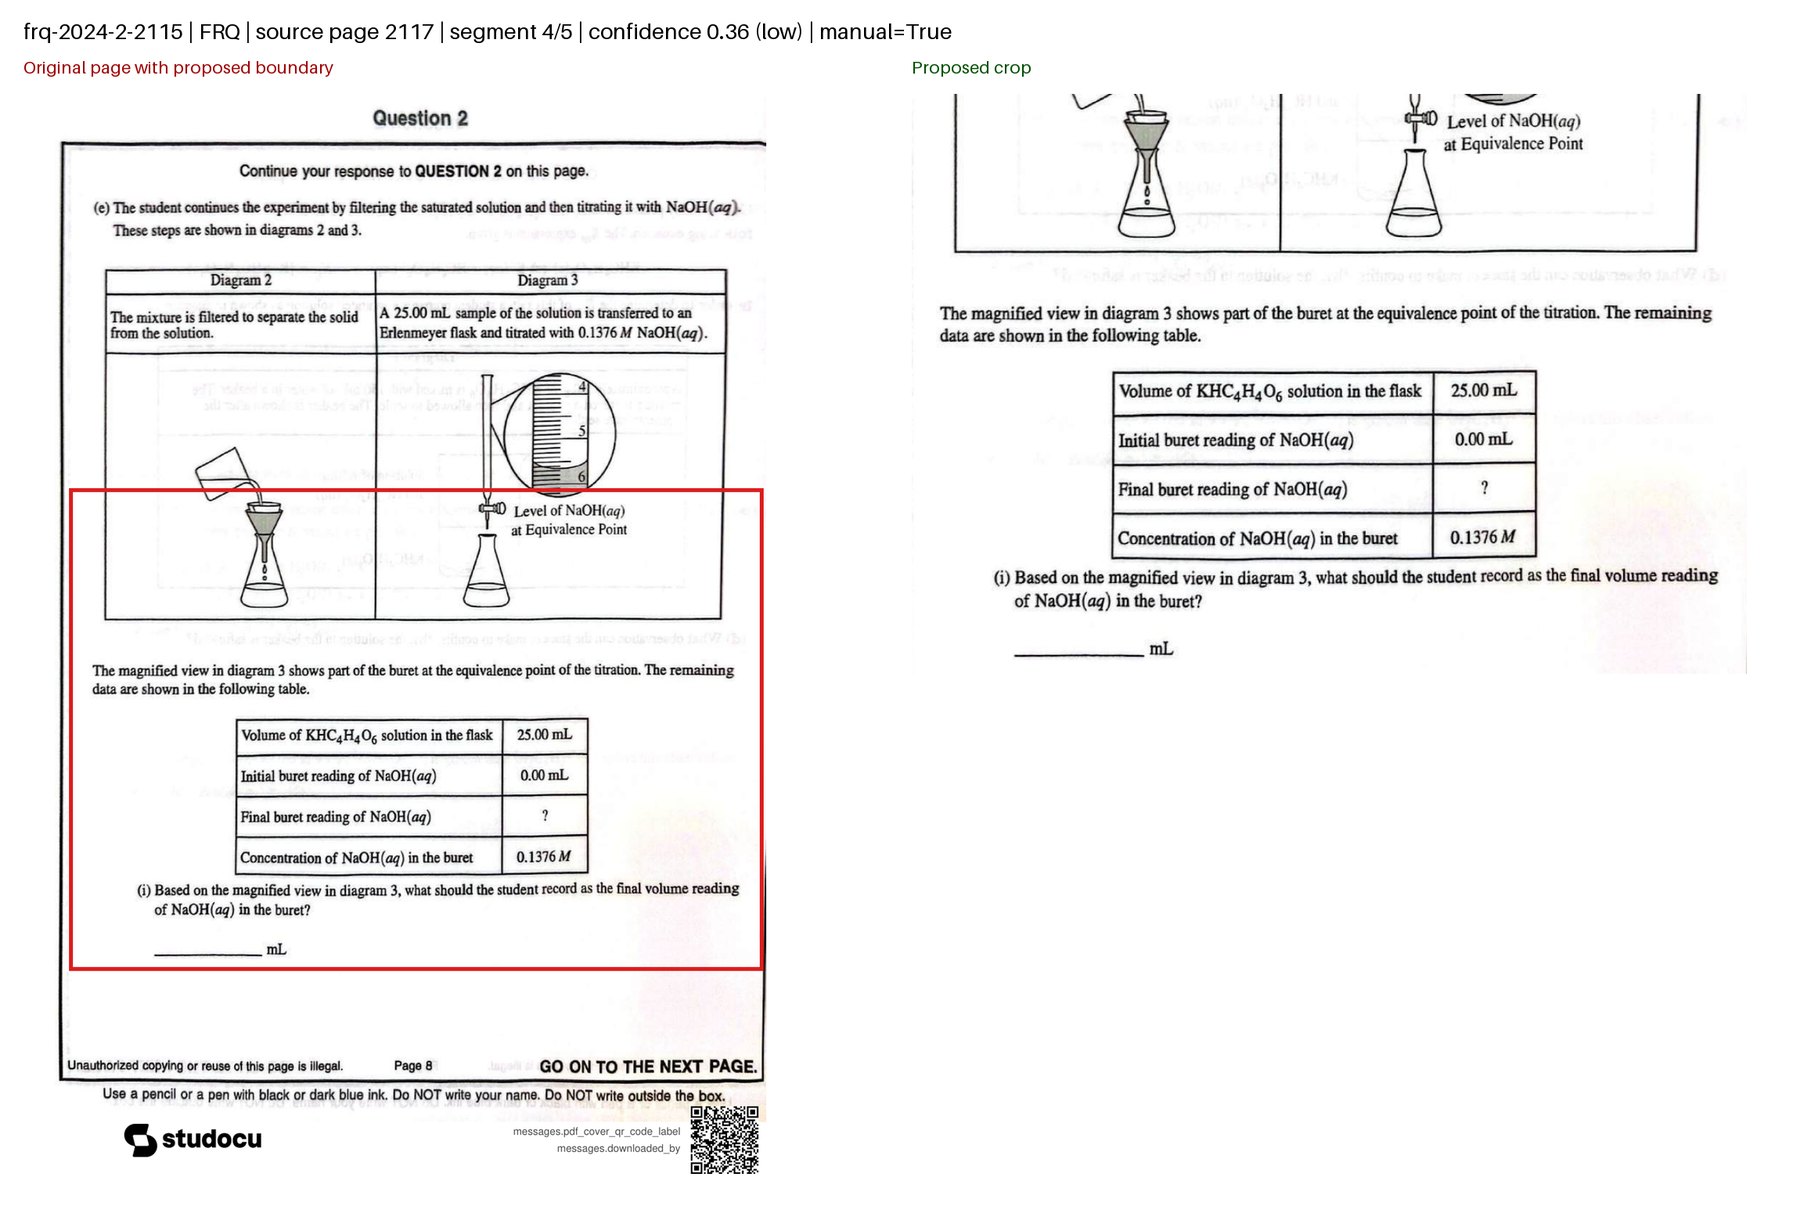 frq-2024-2-2115 | FRQ | source page 2117 | segment 4/5 | confidence 0.36 (low) | manual=True
Original page with proposed boundary
Question 2
Continue your response to QUESTION 2 on this page.
(e) The student continues the experiment by filtering the saturated solution and then titrating it with NaOH(aq).
These steps are shown in diagrams 2 and 3.
Diagram 2
Diagram 3
The mixture is filtered to separate the solid
from the solution.
A 25.00 mL sample of the solution is transferred to an
Erlenmeyer flask and titrated with 0.1376 M NaOH(aq).
4
5
6
Level of NaOH(aq)
at Equivalence Point
The magnified view in diagram 3 shows part of the buret at the equivalence point of the titration. The remaining
data are shown in the following table.
Volume of KHC₄H₄O₆ solution in the flask 25.00 mL
Initial buret reading of NaOH(aq) 0.00 mL
Final buret reading of NaOH(aq) ?
Concentration of NaOH(aq) in the buret 0.1376 M
(i) Based on the magnified view in diagram 3, what should the student record as the final volume reading
of NaOH(aq) in the buret?
____________ mL
Unauthorized copying or reuse of this page is illegal. Page 8 GO ON TO THE NEXT PAGE.
Use a pencil or a pen with black or dark blue ink. Do NOT write your name. Do NOT write outside the box.
studocu
messages.pdf_cover_qr_code_label
messages.downloaded_by
Proposed crop
Level of NaOH(aq)
at Equivalence Point
The magnified view in diagram 3 shows part of the buret at the equivalence point of the titration. The remaining
data are shown in the following table.
Volume of KHC₄H₄O₆ solution in the flask 25.00 mL
Initial buret reading of NaOH(aq) 0.00 mL
Final buret reading of NaOH(aq) ?
Concentration of NaOH(aq) in the buret 0.1376 M
(i) Based on the magnified view in diagram 3, what should the student record as the final volume reading
of NaOH(aq) in the buret?
____________ mL